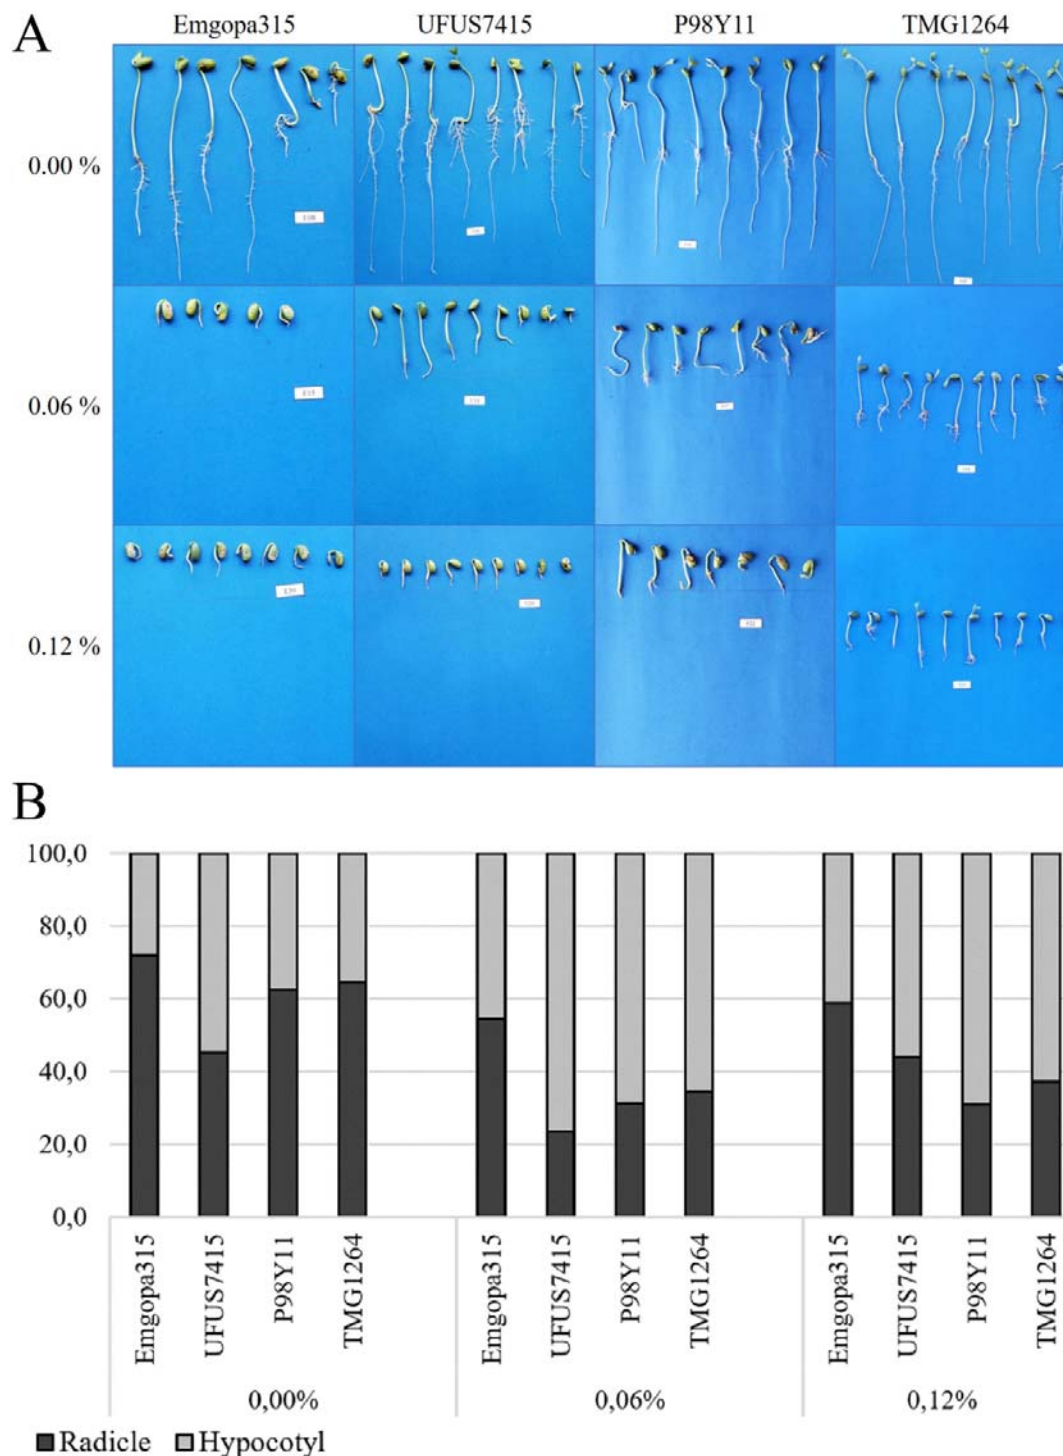 A
Emgopa315 UFUS7415 P98Y11 TMG1264
0.00 %
0.06 %
0.12 %
B
100,0
80,0
60,0
40,0
20,0
0,0
Emgopa315 UFUS7415 P98Y11 TMG1264 Emgopa315 UFUS7415 P98Y11 TMG1264 Emgopa315 UFUS7415 P98Y11 TMG1264
0,00% 0,06% 0,12%
Radicle Hypocotyl